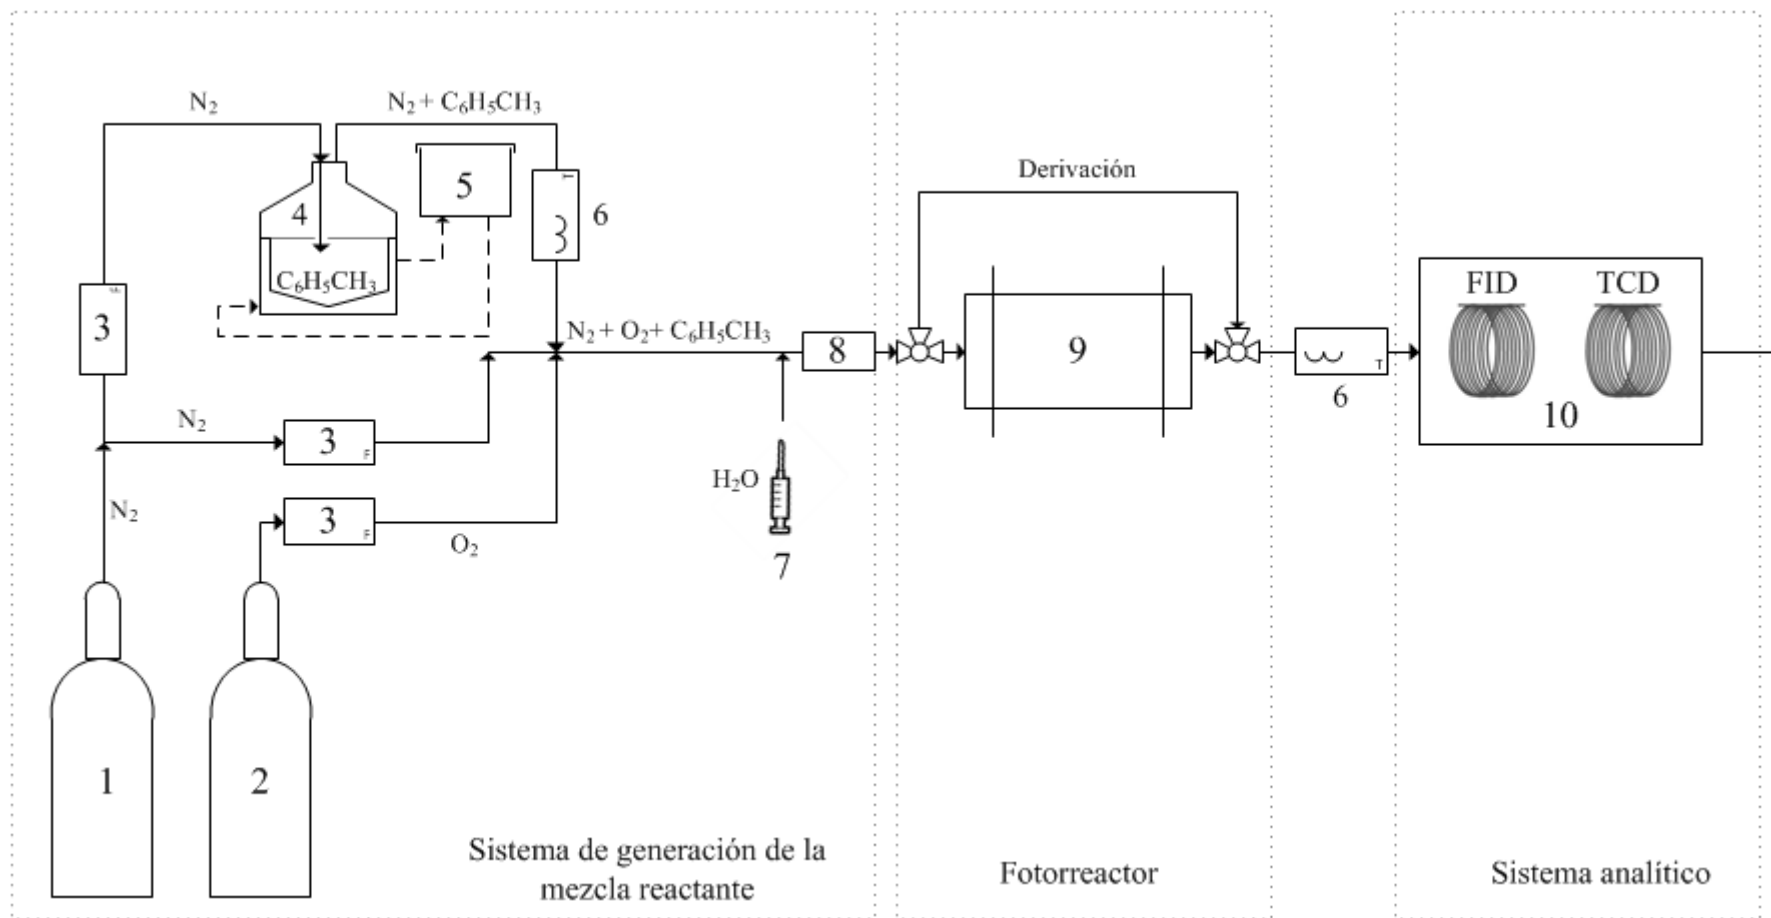 N₂
N₂ + C₆H₅CH₃
4
5
6
T
C₆H₅CH₃
3
N₂
3
F
N₂
3
F
O₂
N₂ + O₂+ C₆H₅CH₃
H₂O
7
8
1
2
Sistema de generación de la
mezcla reactante
Derivación
9
Fotorreactor
6
T
FID
TCD
10
Sistema analítico